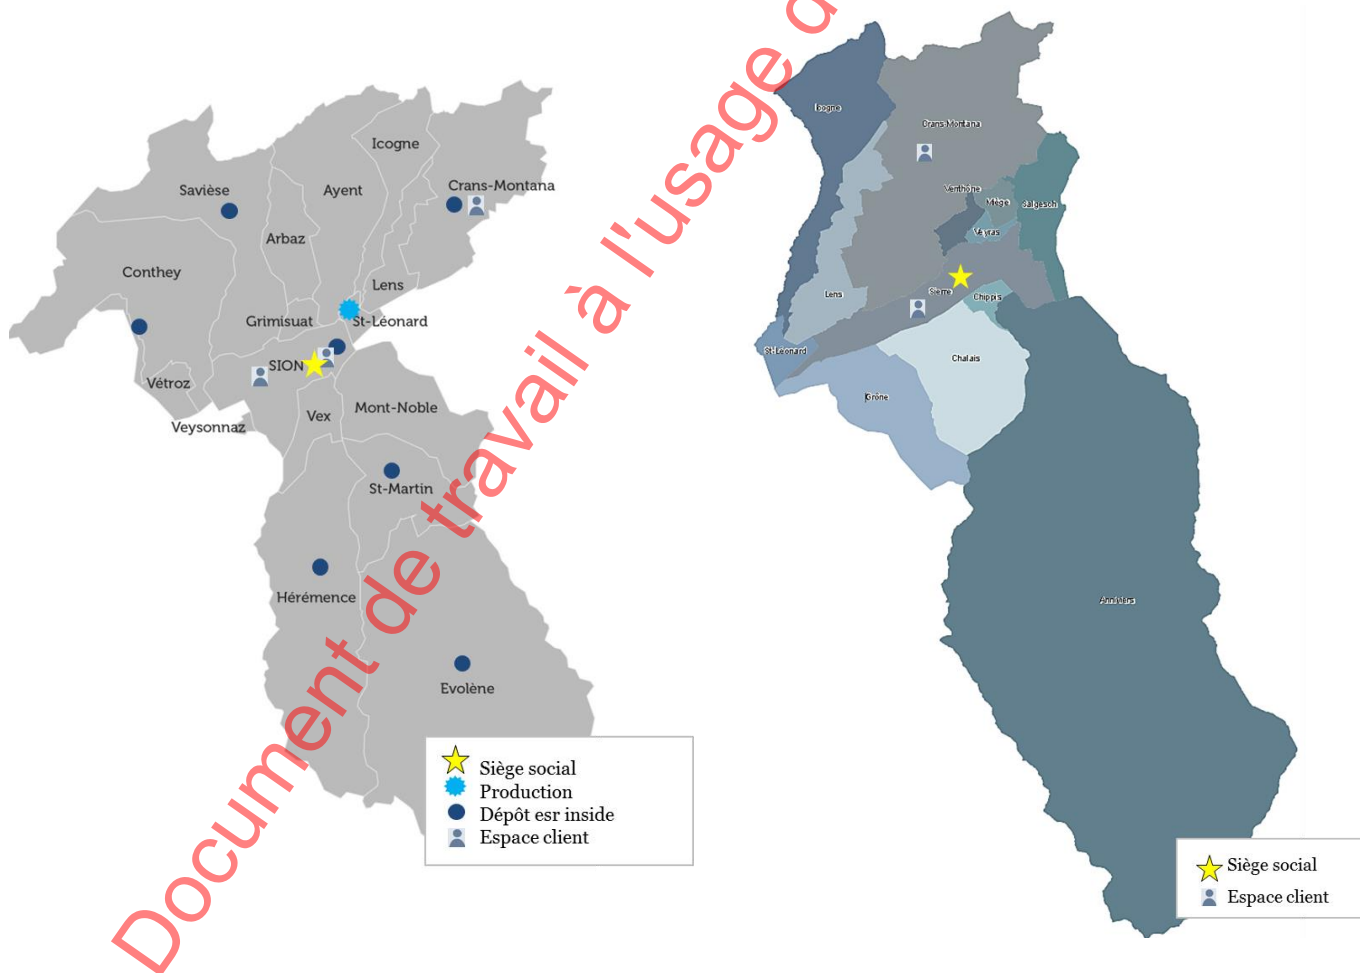 Icogne
Crans-Montana
Savièse
Ayent
Arbaz
Conthey
Lens
Grimisuat
St-Léonard
SION
Vétroz
Veysonnaz
Vex
Mont-Noble
St-Martin
Hérémence
Evolène
Siège social
Production
Dépôt esr inside
Espace client
Document de travail à l'usage d
Icogne
Crans-Montana
Venthône
Miège
Salgesch
Veyras
Lens
Sierre
Chippis
St-Léonard
Chalais
Grône
Anniviers
Siège social
Espace client